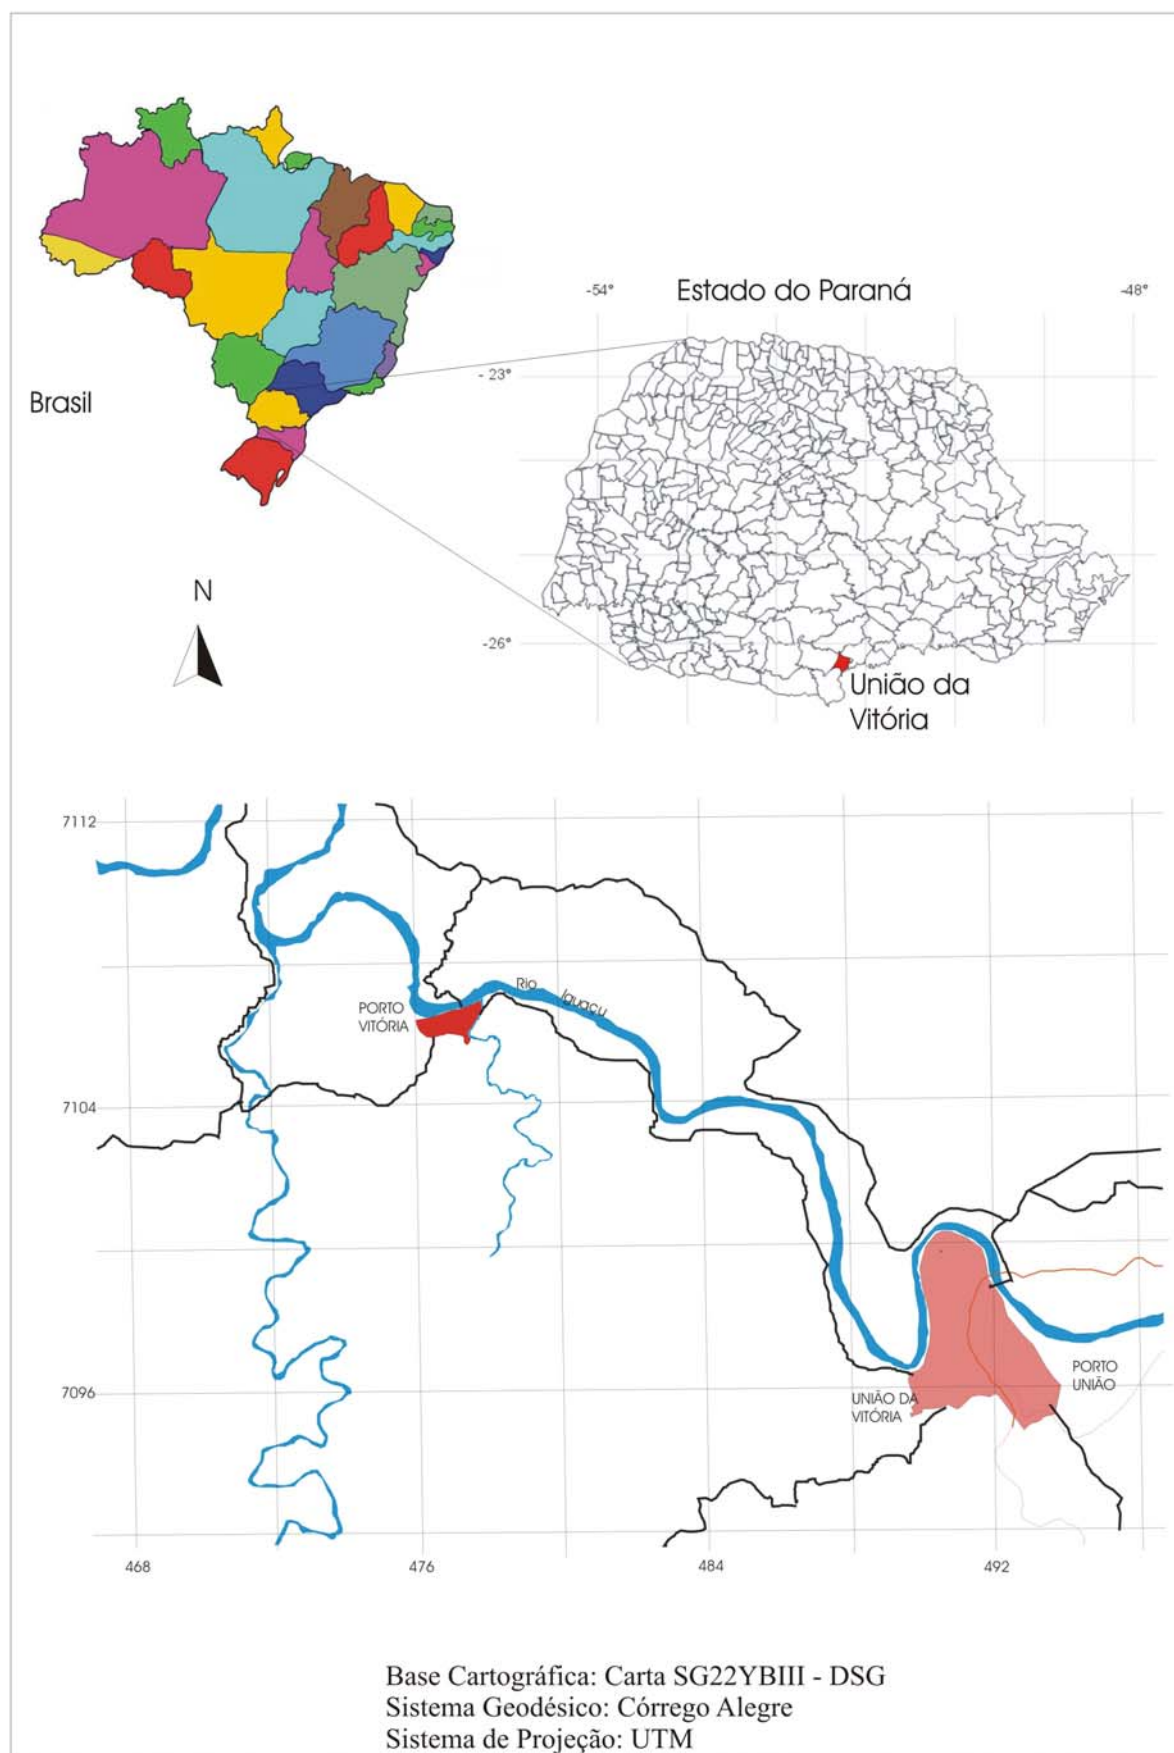 -54°
Estado do Paraná
-48°
Brasil
- 23°
N
-26°
União da
Vitória
7112
Rio Iguaçu
PORTO
VITÓRIA
7104
PORTO
UNIÃO
7096
UNIÃO DA
VITÓRIA
468
476
484
492
Base Cartográfica: Carta SG22YBIII - DSG
Sistema Geodésico: Córrego Alegre
Sistema de Projeção: UTM